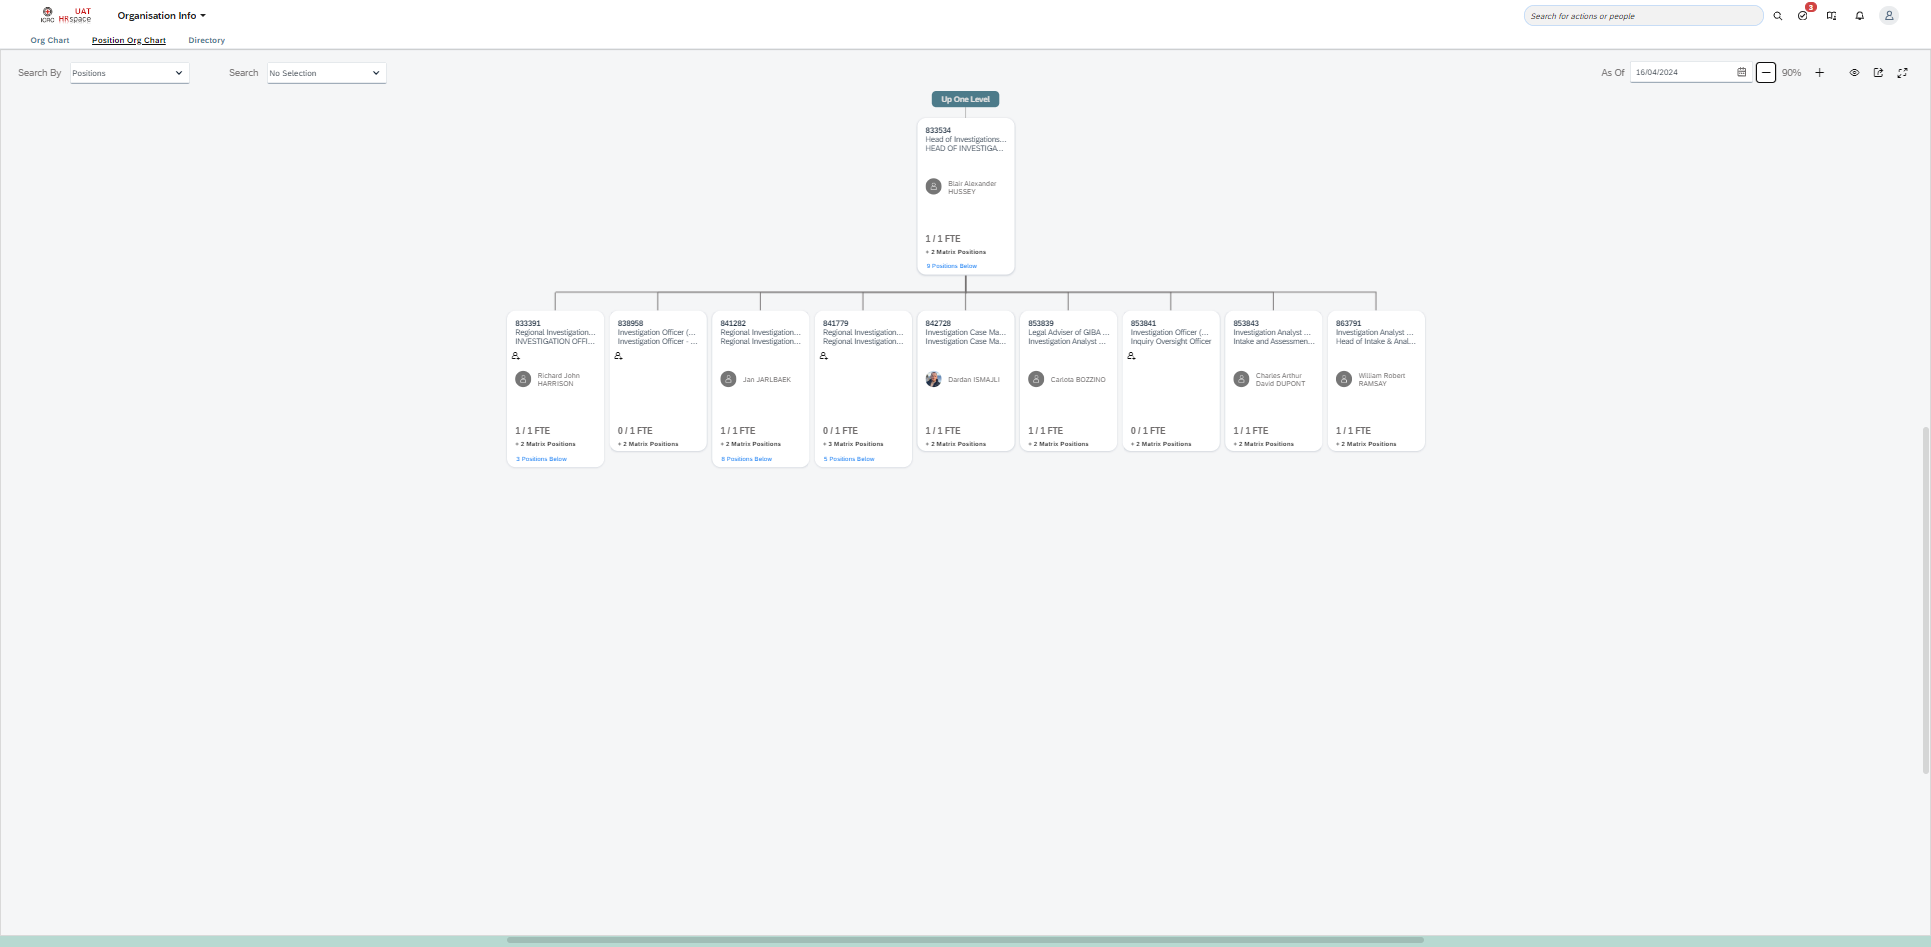 UAT
ICRC HRspace
Organisation Info
Search for actions or people
3
Org Chart
Position Org Chart
Directory
Search By
Positions
Search
No Selection
As Of
16/04/2024
90%
Up One Level
833534
Head of Investigations...
HEAD OF INVESTIGA...
Blair Alexander
HUSSEY
1 / 1 FTE
+ 2 Matrix Positions
9 Positions Below
833391
Regional Investigation...
INVESTIGATION OFFI...
Richard John
HARRISON
1 / 1 FTE
+ 2 Matrix Positions
3 Positions Below
838958
Investigation Officer (...
Investigation Officer - ...
0 / 1 FTE
+ 2 Matrix Positions
841282
Regional Investigation...
Regional Investigation...
Jan JARLBAEK
1 / 1 FTE
+ 2 Matrix Positions
8 Positions Below
841779
Regional Investigation...
Regional Investigation...
0 / 1 FTE
+ 3 Matrix Positions
5 Positions Below
842728
Investigation Case Ma...
Investigation Case Ma...
Dardan ISMAJLI
1 / 1 FTE
+ 2 Matrix Positions
853839
Legal Adviser of GIBA ...
Investigation Analyst ...
Carlota BOZZINO
1 / 1 FTE
+ 2 Matrix Positions
853841
Investigation Officer (...
Inquiry Oversight Officer
0 / 1 FTE
+ 2 Matrix Positions
853843
Investigation Analyst ...
Intake and Assessmen...
Charles Arthur
David DUPONT
1 / 1 FTE
+ 2 Matrix Positions
863791
Investigation Analyst ...
Head of Intake & Anal...
William Robert
RAMSAY
1 / 1 FTE
+ 2 Matrix Positions